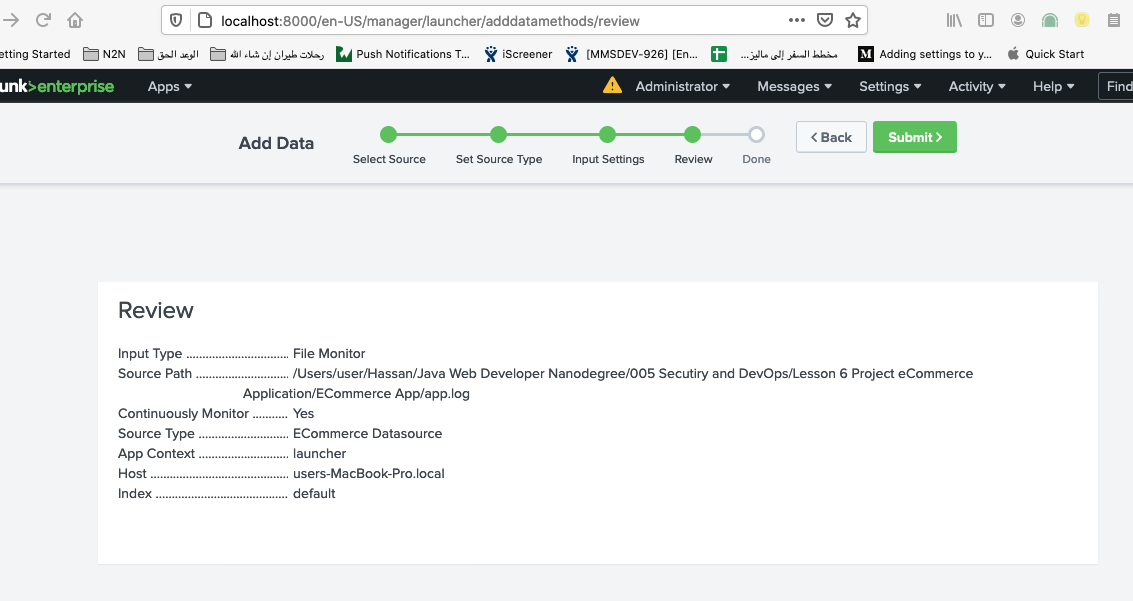 localhost:8000/en-US/manager/launcher/adddatamethods/review
etting Started N2N الوعد الحق رحلات طيران إن شاء الله Push Notifications T... iScreener [MMSDEV-926] [En... مخطط السفر إلى ماليز... M Adding settings to y... Quick Start
unk>enterprise Apps Administrator Messages Settings Activity Help Find
Add Data Select Source Set Source Type Input Settings Review Done < Back Submit >
Review
Input Type ................................ File Monitor
Source Path ............................. /Users/user/Hassan/Java Web Developer Nanodegree/005 Secutiry and DevOps/Lesson 6 Project eCommerce
Application/ECommerce App/app.log
Continuously Monitor ........... Yes
Source Type ............................ ECommerce Datasource
App Context ............................ launcher
Host ........................................... users-MacBook-Pro.local
Index ......................................... default